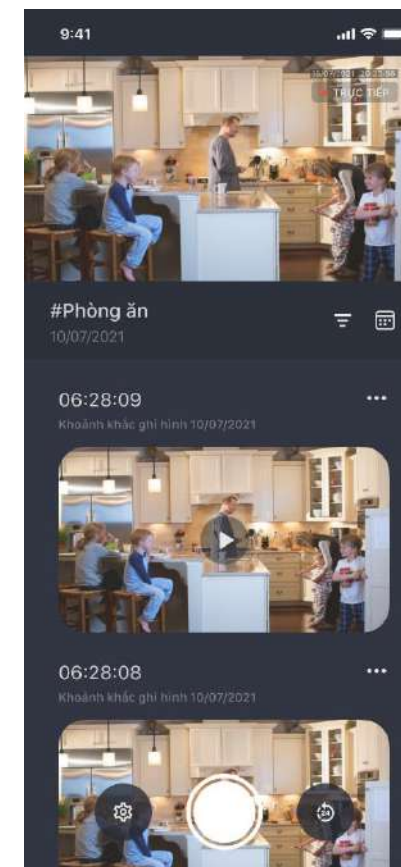 9:41
TRỰC TIẾP
#Phòng ăn
10/07/2021
06:28:09
Khoảnh khắc ghi hình 10/07/2021
06:28:08
Khoảnh khắc ghi hình 10/07/2021
24